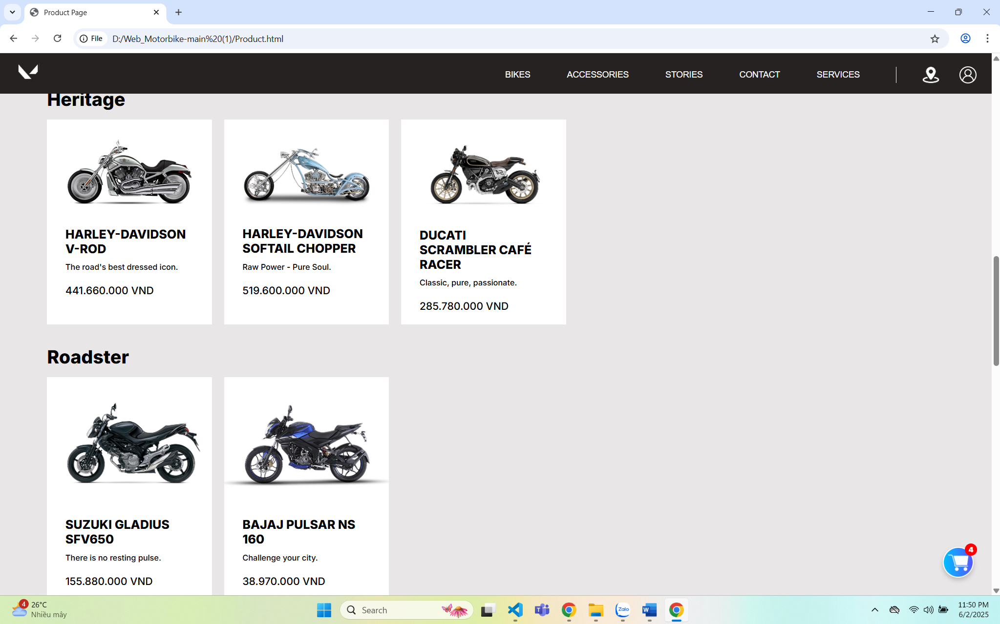 Product Page
File
D:/Web_Motorbike-main%20(1)/Product.html
BIKES
ACCESSORIES
STORIES
CONTACT
SERVICES
Heritage
HARLEY-DAVIDSON
V-ROD
The road's best dressed icon.
441.660.000 VND
HARLEY-DAVIDSON
SOFTAIL CHOPPER
Raw Power - Pure Soul.
519.600.000 VND
54
DUCATI
SCRAMBLER CAFÉ
RACER
Classic, pure, passionate.
285.780.000 VND
Roadster
SUZUKI GLADIUS
SFV650
There is no resting pulse.
155.880.000 VND
BAJAJ PULSAR NS
160
Challenge your city.
38.970.000 VND
4
4
26°C
Nhiều mây
Search
T
Zalo
W
11:50 PM
6/2/2025